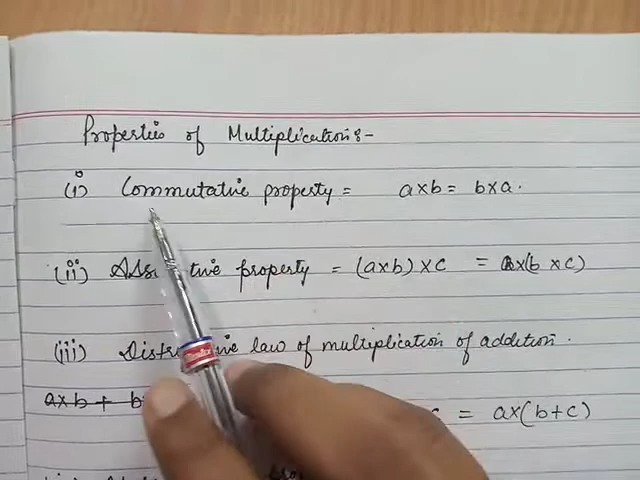 Properties of Multiplication:-
(i) Commutative property = a×b = b×a.
(ii) property = (a×b)×c = a×(b×c)
(iii) law of multiplication of addition.
a×b + b
= a×(b+c)